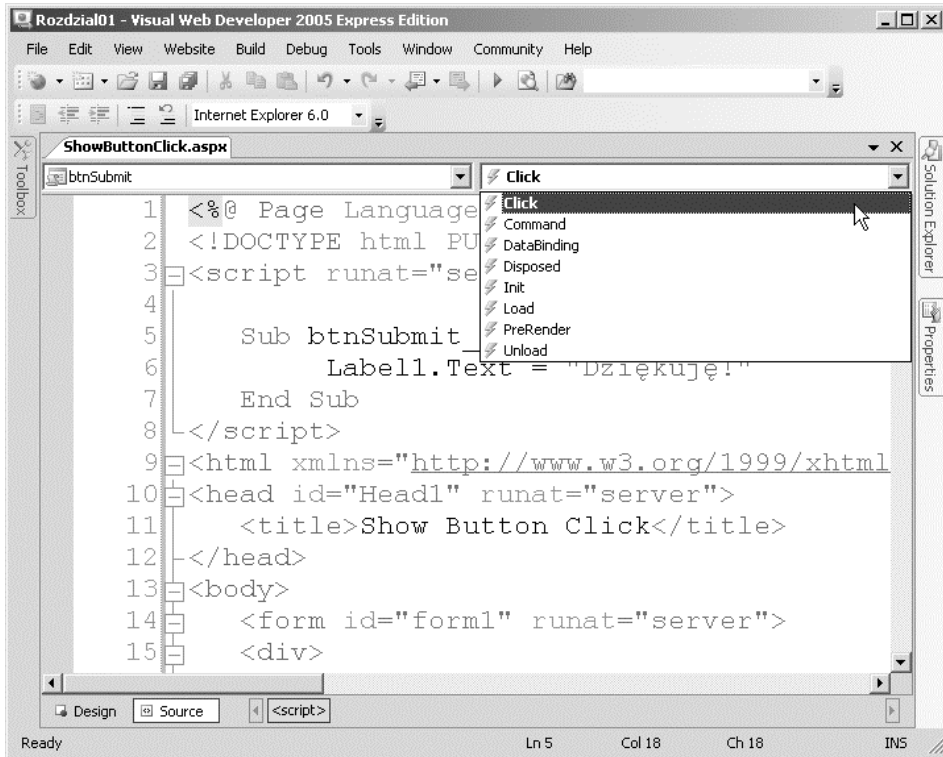 Rozdzial01 - Visual Web Developer 2005 Express Edition
File Edit View Website Build Debug Tools Window Community Help
Internet Explorer 6.0
ShowButtonClick.aspx
Toolbox
Solution Explorer
Properties
btnSubmit
Click
Click
Command
DataBinding
Disposed
Init
Load
PreRender
Unload
1 <%@ Page Language
2 <!DOCTYPE html PU
3 <script runat="se
4
5 Sub btnSubmit_
6 Label1.Text = "Dziękuję!"
7 End Sub
8 </script>
9 <html xmlns="http://www.w3.org/1999/xhtml
10 <head id="Head1" runat="server">
11 <title>Show Button Click</title>
12 </head>
13 <body>
14 <form id="form1" runat="server">
15 <div>
Design Source <script>
Ready Ln 5 Col 18 Ch 18 INS